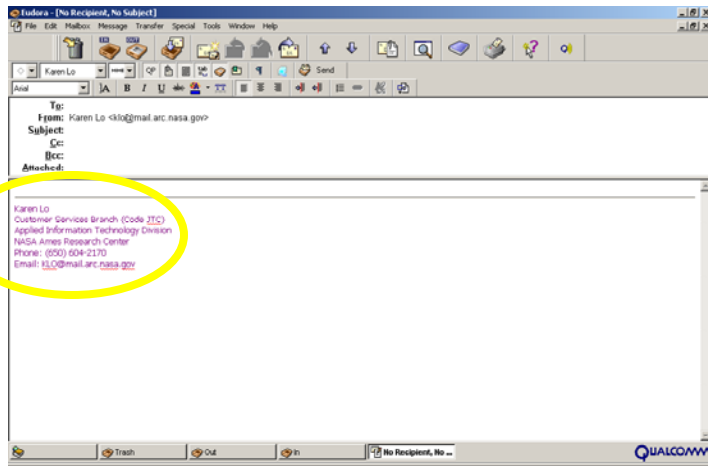 Eudora - [No Recipient, No Subject]
File Edit Mailbox Message Transfer Special Tools Window Help
Karen Lo
Send
Arial
A B I U
To:
From: Karen Lo <klo@mail.arc.nasa.gov>
Subject:
Cc:
Bcc:
Attached:
Karen Lo
Customer Services Branch (Code JTC)
Applied Information Technology Division
NASA Ames Research Center
Phone: (650) 604-2170
Email: KLO@mail.arc.nasa.gov
Trash Out In No Recipient, No ...
QUALCOMM